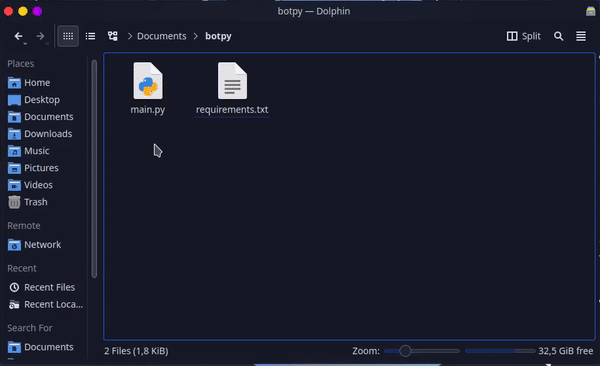 botpy — Dolphin
Documents
botpy
Split
Places
Home
Desktop
Documents
Downloads
Music
Pictures
Videos
Trash
Remote
Network
Recent
Recent Files
Recent Loca...
Search For
Documents
main.py
requirements.txt
2 Files (1,8 KiB)
Zoom:
32,5 GiB free